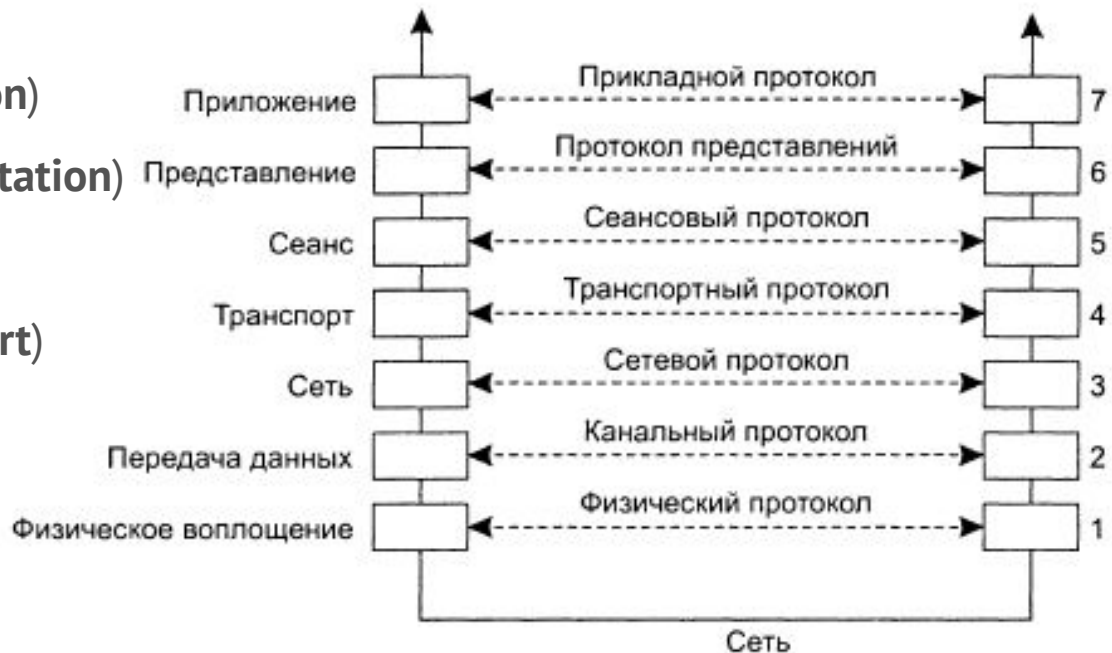 on)
Приложение
Прикладной протокол
7
tation)
Представление
Протокол представлений
6
Сеанс
Сеансовый протокол
5
Транспорт
Транспортный протокол
4
rt)
Сеть
Сетевой протокол
3
Передача данных
Канальный протокол
2
Физическое воплощение
Физический протокол
1
Сеть